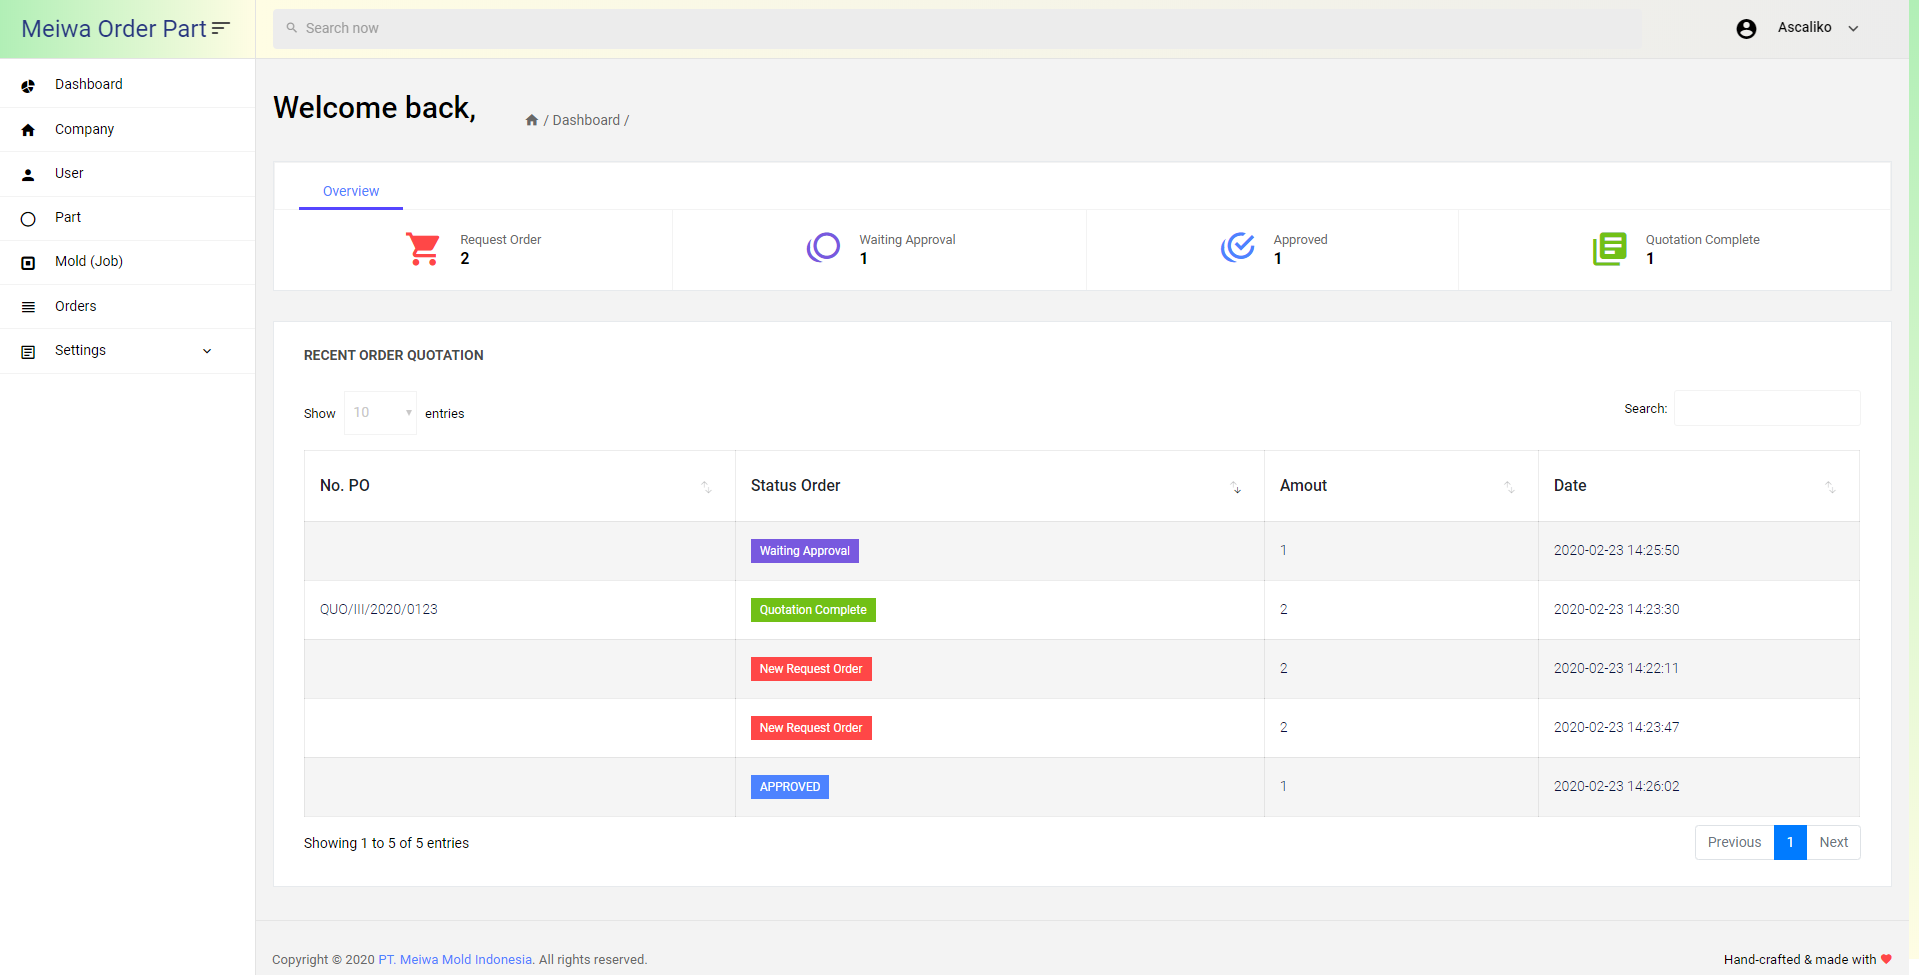 Meiwa Order Part
Search now
Ascaliko
Dashboard
Company
User
Part
Mold (Job)
Orders
Settings
Welcome back,
/ Dashboard /
Overview
Request Order
2
Waiting Approval
1
Approved
1
Quotation Complete
1
RECENT ORDER QUOTATION
Show 10 entries
Search:
No. PO Status Order Amout Date
Waiting Approval 1 2020-02-23 14:25:50
QUO/III/2020/0123 Quotation Complete 2 2020-02-23 14:23:30
New Request Order 2 2020-02-23 14:22:11
New Request Order 2 2020-02-23 14:23:47
APPROVED 1 2020-02-23 14:26:02
Showing 1 to 5 of 5 entries
Previous 1 Next
Copyright © 2020 PT. Meiwa Mold Indonesia. All rights reserved.
Hand-crafted & made with